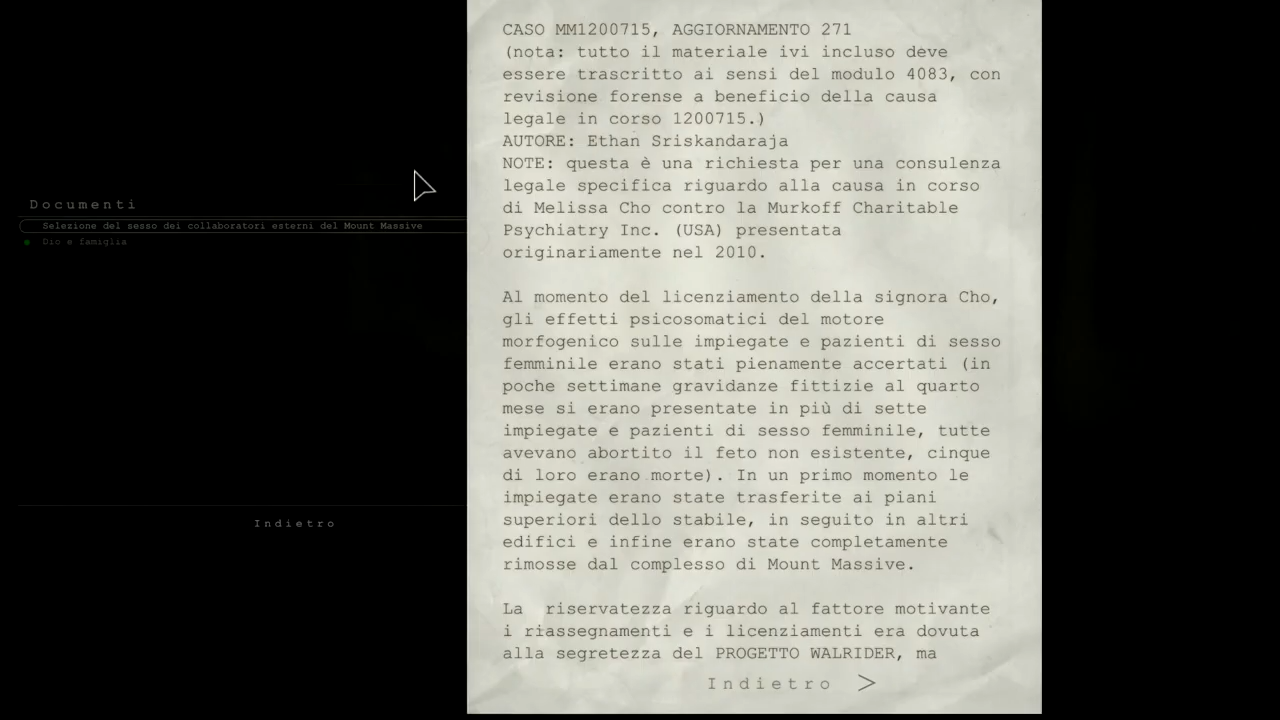 Documenti
Selezione del sesso dei collaboratori esterni del Mount Massive
Dio e famiglia
Indietro
CASO MM1200715, AGGIORNAMENTO 271
(nota: tutto il materiale ivi incluso deve
essere trascritto ai sensi del modulo 4083, con
revisione forense a beneficio della causa
legale in corso 1200715.)
AUTORE: Ethan Sriskandaraja
NOTE: questa è una richiesta per una consulenza
legale specifica riguardo alla causa in corso
di Melissa Cho contro la Murkoff Charitable
Psychiatry Inc. (USA) presentata
originariamente nel 2010.
Al momento del licenziamento della signora Cho,
gli effetti psicosomatici del motore
morfogenico sulle impiegate e pazienti di sesso
femminile erano stati pienamente accertati (in
poche settimane gravidanze fittizie al quarto
mese si erano presentate in più di sette
impiegate e pazienti di sesso femminile, tutte
avevano abortito il feto non esistente, cinque
di loro erano morte). In un primo momento le
impiegate erano state trasferite ai piani
superiori dello stabile, in seguito in altri
edifici e infine erano state completamente
rimosse dal complesso di Mount Massive.
La  riservatezza riguardo al fattore motivante
i riassegnamenti e i licenziamenti era dovuta
alla segretezza del PROGETTO WALRIDER, ma
Indietro >